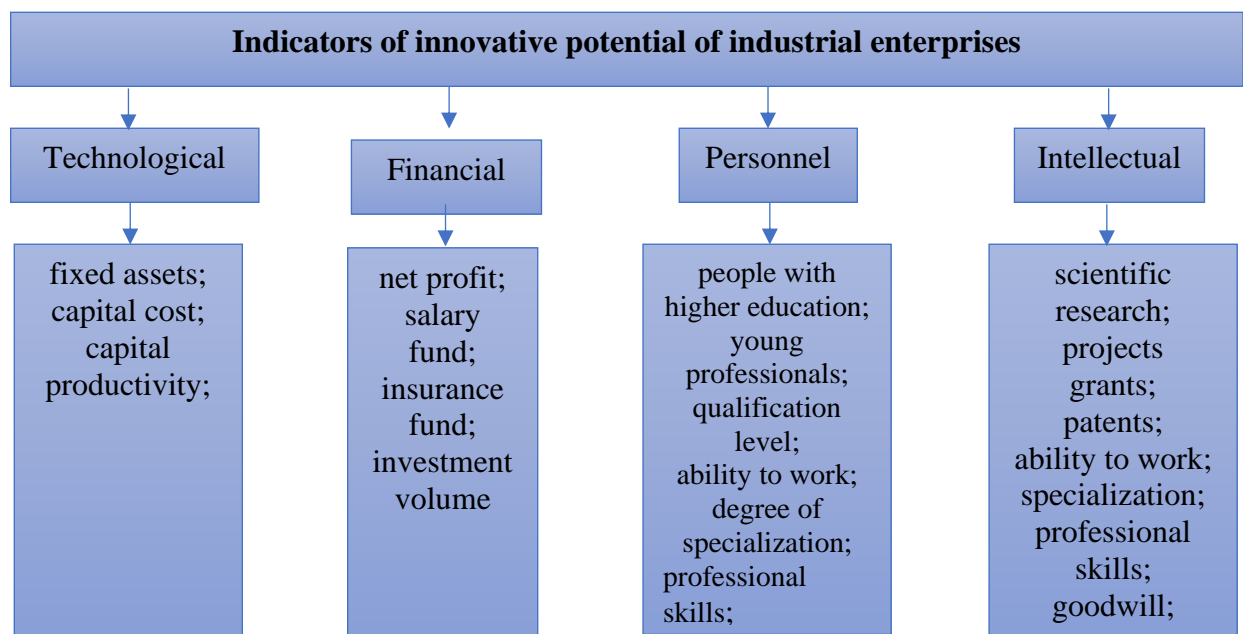 Indicators of innovative potential of industrial enterprises
Technological
Financial
Personnel
Intellectual
fixed assets;
capital cost;
capital
productivity;
net profit;
salary
fund;
insurance
fund;
investment
volume
people with
higher education;
young
professionals;
qualification
level;
ability to work;
degree of
specialization;
professional
skills;
scientific
research;
projects
grants;
patents;
ability to work;
specialization;
professional
skills;
goodwill;